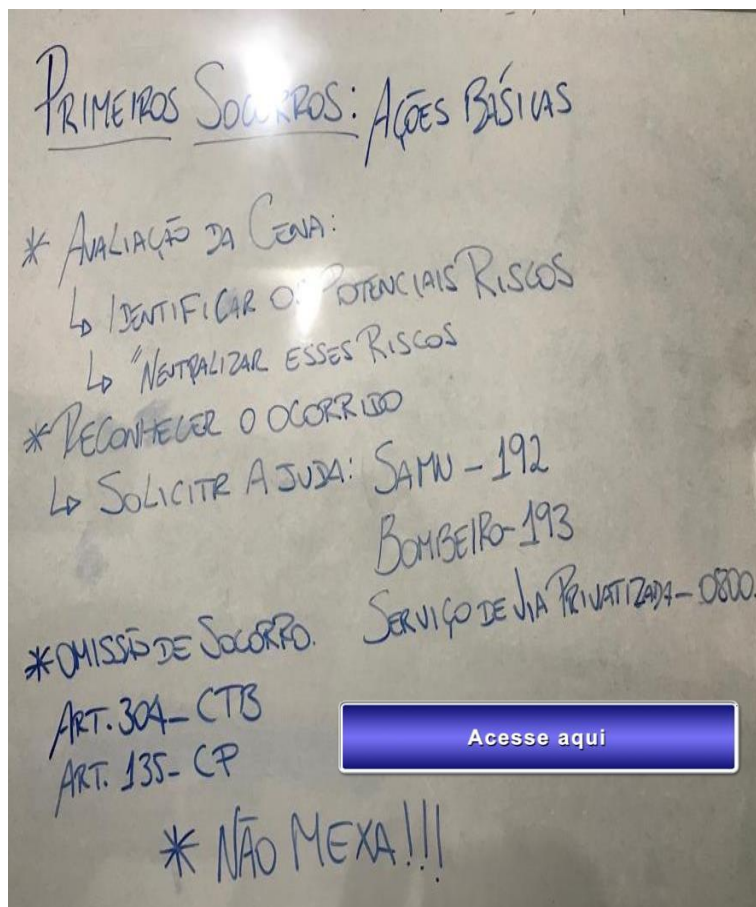 PRIMEIROS SOCORROS: AÇÕES BÁSICAS
* AVALIAÇÃO DA CENA:
↳ IDENTIFICAR OS POTENCIAIS RISCOS
↳ "NEUTRALIZAR ESSES RISCOS
* RECONHECER O OCORRIDO
↳ SOLICITR AJUDA: SAMU - 192
BOMBEIRO - 193
SERVIÇO DE VIA PRIVATIZADA - 0800.
* OMISSÃO DE SOCORRO.
ART. 304 - CTB
ART. 135 - CP
Acesse aqui
* NÃO MEXA!!!